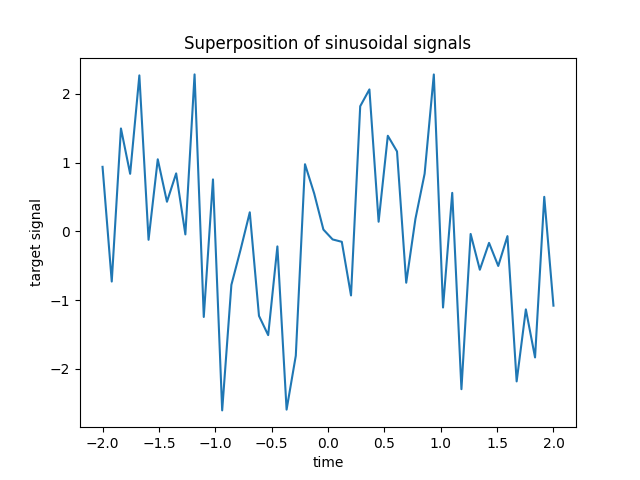 Superposition of sinusoidal signals
target signal
2
1
0
−1
−2
−2.0 −1.5 −1.0 −0.5 0.0 0.5 1.0 1.5 2.0
time